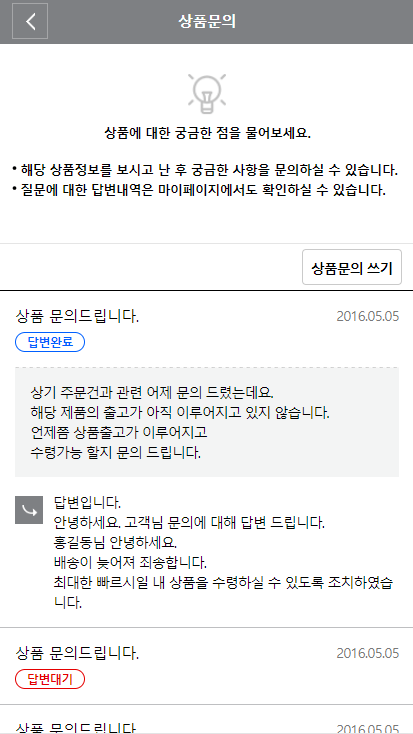 상품문의
상품에 대한 궁금한 점을 물어보세요.
• 해당 상품정보를 보시고 난 후 궁금한 사항을 문의하실 수 있습니다.
• 질문에 대한 답변내역은 마이페이지에서도 확인하실 수 있습니다.
상품문의 쓰기
상품 문의드립니다. 2016.05.05
답변완료
상기 주문건과 관련 어제 문의 드렸는데요.
해당 제품의 출고가 아직 이루어지고 있지 않습니다.
언제쯤 상품출고가 이루어지고
수령가능 할지 문의 드립니다.
답변입니다.
안녕하세요. 고객님 문의에 대해 답변 드립니다.
홍길동님 안녕하세요.
배송이 늦어져 죄송합니다.
최대한 빠르시일 내 상품을 수령하실 수 있도록 조치하였습
니다.
상품 문의드립니다. 2016.05.05
답변대기
상품 문의드립니다. 2016.05.05